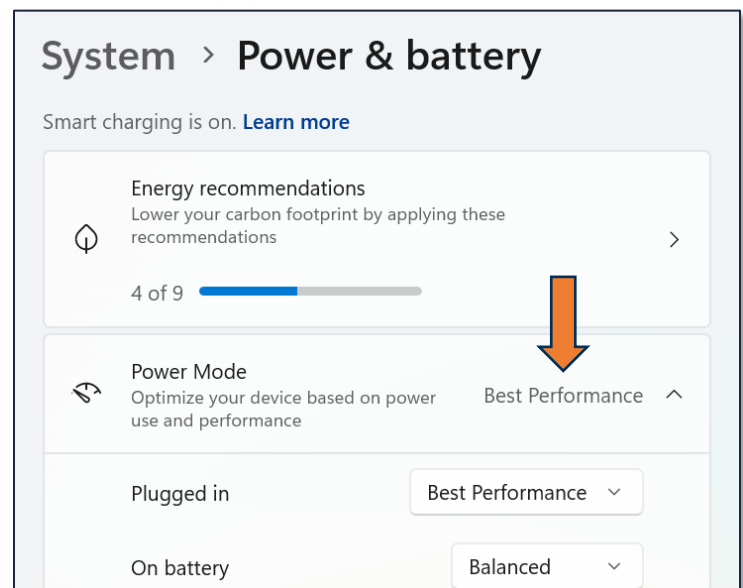 System > Power & battery
Smart charging is on. Learn more
Energy recommendations
Lower your carbon footprint by applying these
recommendations
4 of 9
Power Mode
Optimize your device based on power
use and performance
Best Performance
Plugged in
Best Performance
On battery
Balanced